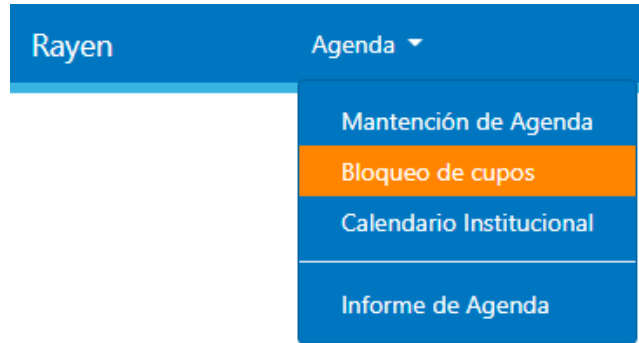 Rayen
Agenda
Mantención de Agenda
Bloqueo de cupos
Calendario Institucional
Informe de Agenda